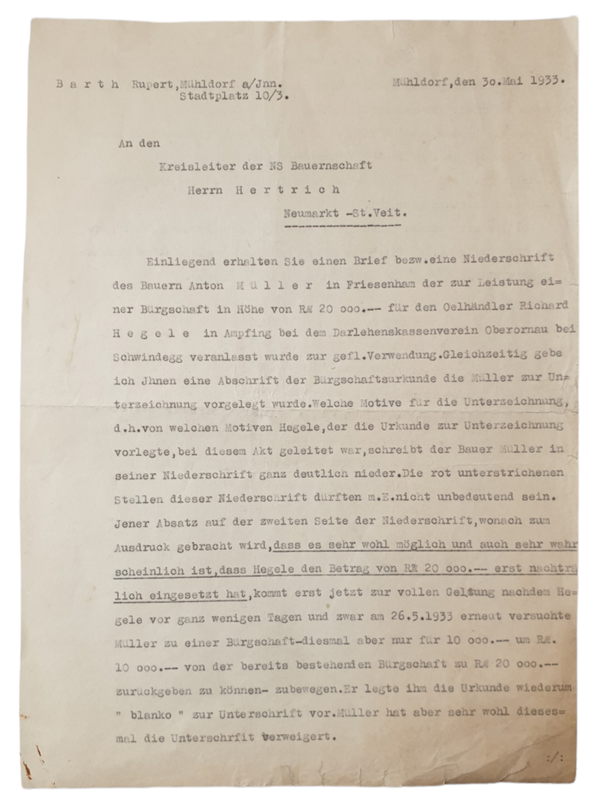 B a r t h Rupert,Mühldorf a/Jnn. Mühldorf,den 3o.Mai 1933.
Stadtplatz 10/3.
An den
Kreisleiter der NS Bauernschaft
Herrn H e r t r i c h
Neumarkt -St.Veit.
Einliegend erhalten Sie einen Brief bezw.eine Niederschrift
des Bauern Anton M ü l l e r in Friesenham der zur Leistung ei=
ner Bürgschaft in Höhe von RM 20 ooo.-- für den Oelhändler Richard
H e g e l e in Ampfing bei dem Darlehenskassenverein Oberornau bei
Schwindegg veranlasst wurde zur gefl.Verwendung.Gleichzeitig gebe
ich Jhnen eine Abschrift der Bürgschaftsurkunde die Müller zur Un=
terzeichnung vorgelegt wurde.Welche Motive für die Unterzeichnung,
d.h.von welchen Motiven Hegele,der die Urkunde zur Unterzeichnung
vorlegte,bei diesem Akt geleitet war,schreibt der Bauer Müller in
seiner Niederschrift ganz deutlich nieder.Die rot unterstrichenen
Stellen dieser Niederschrift dürften m.E.nicht unbedeutend sein.
Jener Absatz auf der zweiten Seite der Niederschrift,wonach zum
Ausdruck gebracht wird,dass es sehr wohl möglich und auch sehr wahr
scheinlich ist,dass Hegele den Betrag von RM 20 ooo.-- erst nachträg
lich eingesetzt hat,kommt erst jetzt zur vollen Geltung nachdem He=
gele vor ganz wenigen Tagen und zwar am 26.5.1933 erneut versuchte
Müller zu einer Bürgschaft-diesmal aber nur für 10 ooo.-- um RM.
10 ooo.-- von der bereits bestehenden Bürgschaft zu RM 20 ooo.--
zurückgeben zu können- zubewegen.Er legte ihm die Urkunde wiederum
" blanko " zur Unterschrift vor.Müller hat aber sehr wohl dieses=
mal die Unterschrfit verweigert.
:/: